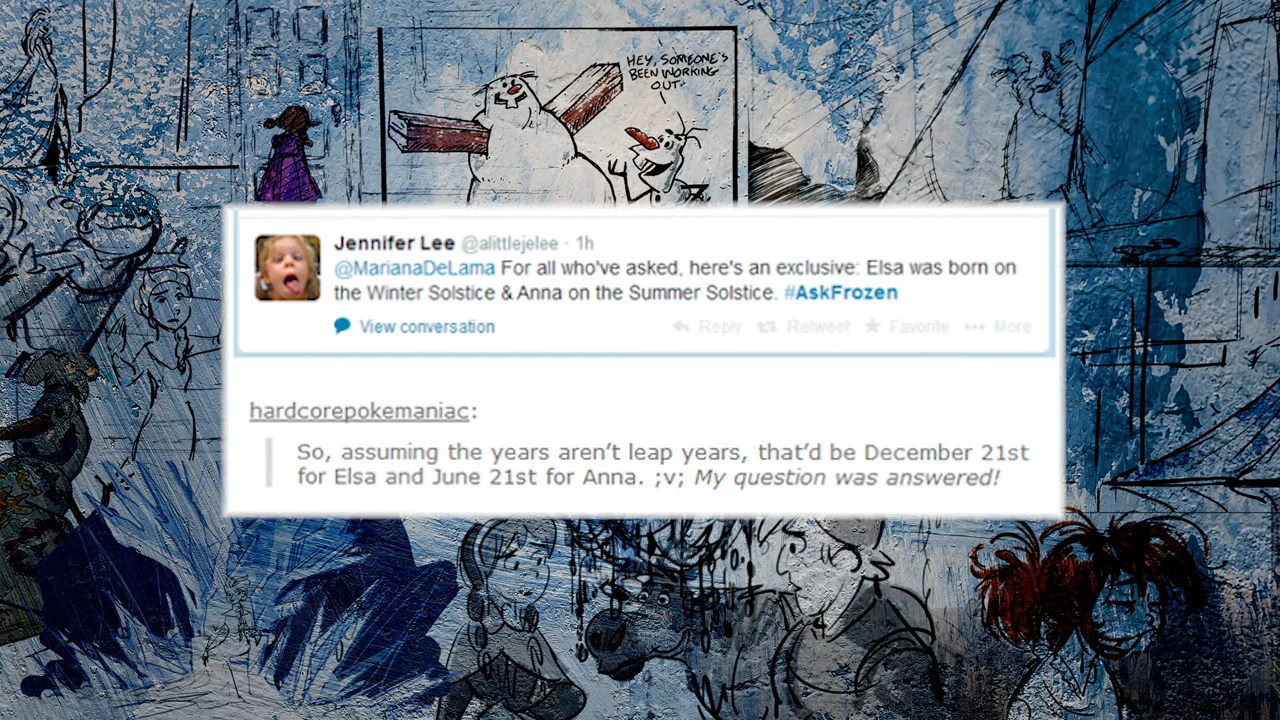 HEY, SOMEONE'S
BEEN WORKING
OUT.
Jennifer Lee @alittlejelee · 1h
@MarianaDeLama For all who've asked, here's an exclusive: Elsa was born on
the Winter Solstice & Anna on the Summer Solstice. #AskFrozen
View conversation Reply Retweet Favorite More
hardcorepokemaniac:
So, assuming the years aren't leap years, that'd be December 21st
for Elsa and June 21st for Anna. ;v; My question was answered!